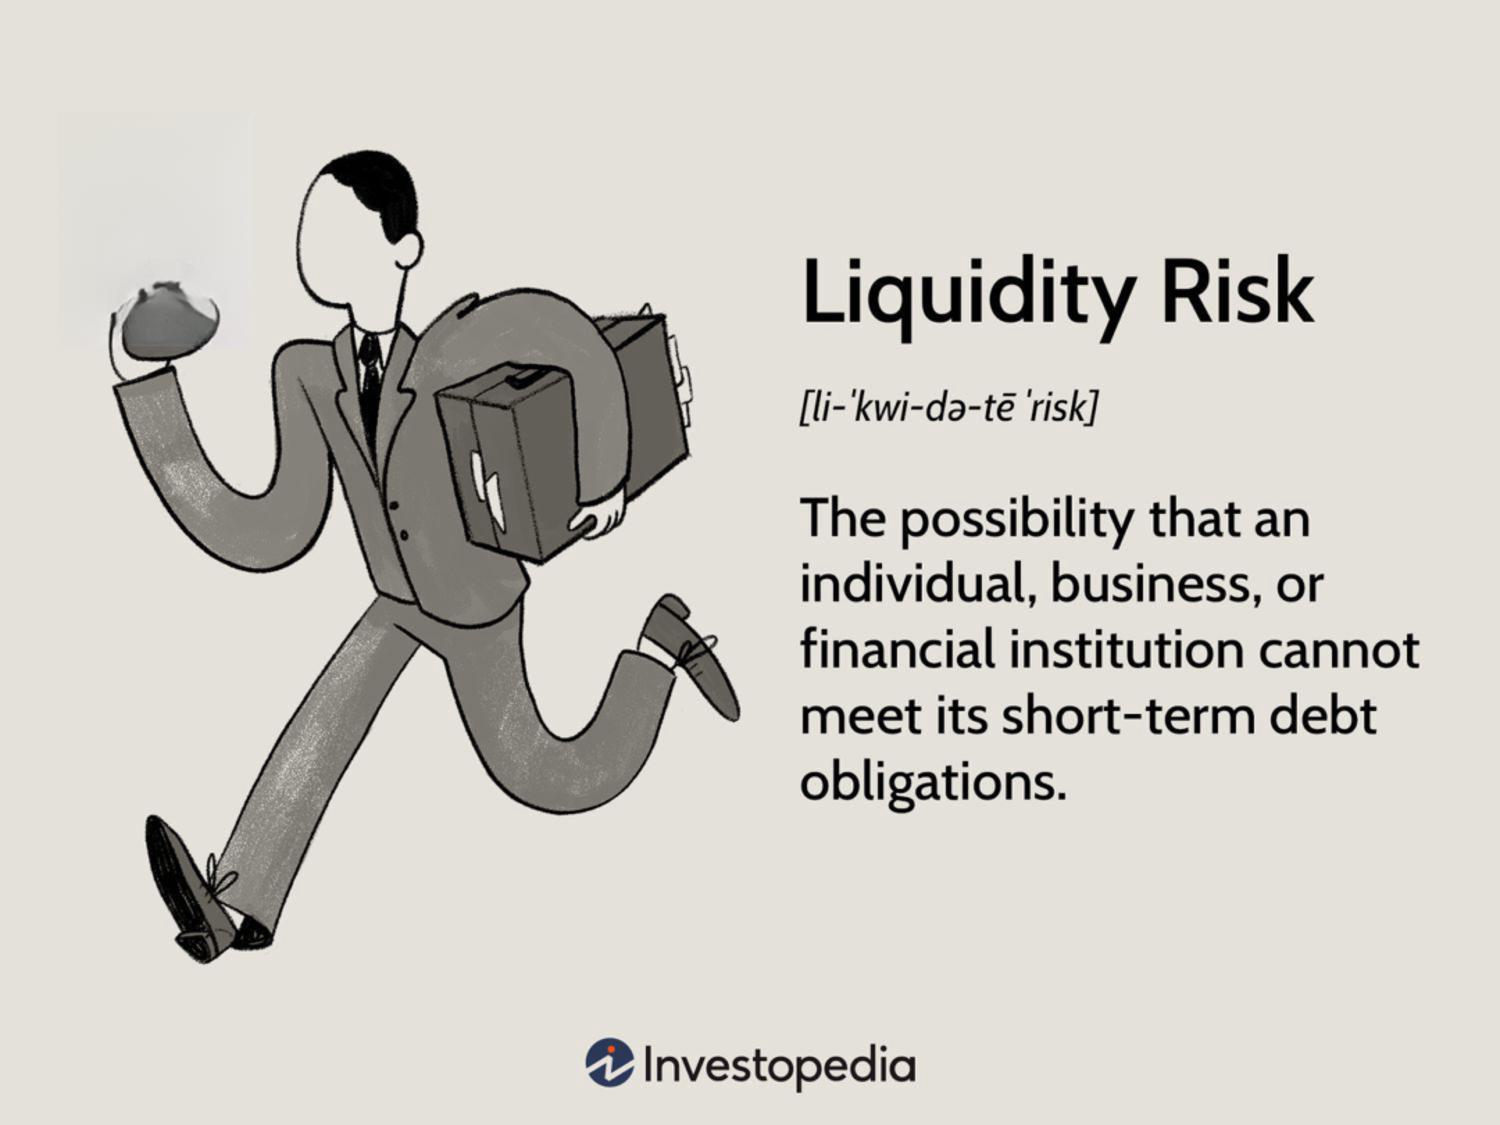 Liquidity Risk
[li-ˈkwi-də-tē ˈrisk]
The possibility that an
individual, business, or
financial institution cannot
meet its short-term debt
obligations.
Investopedia